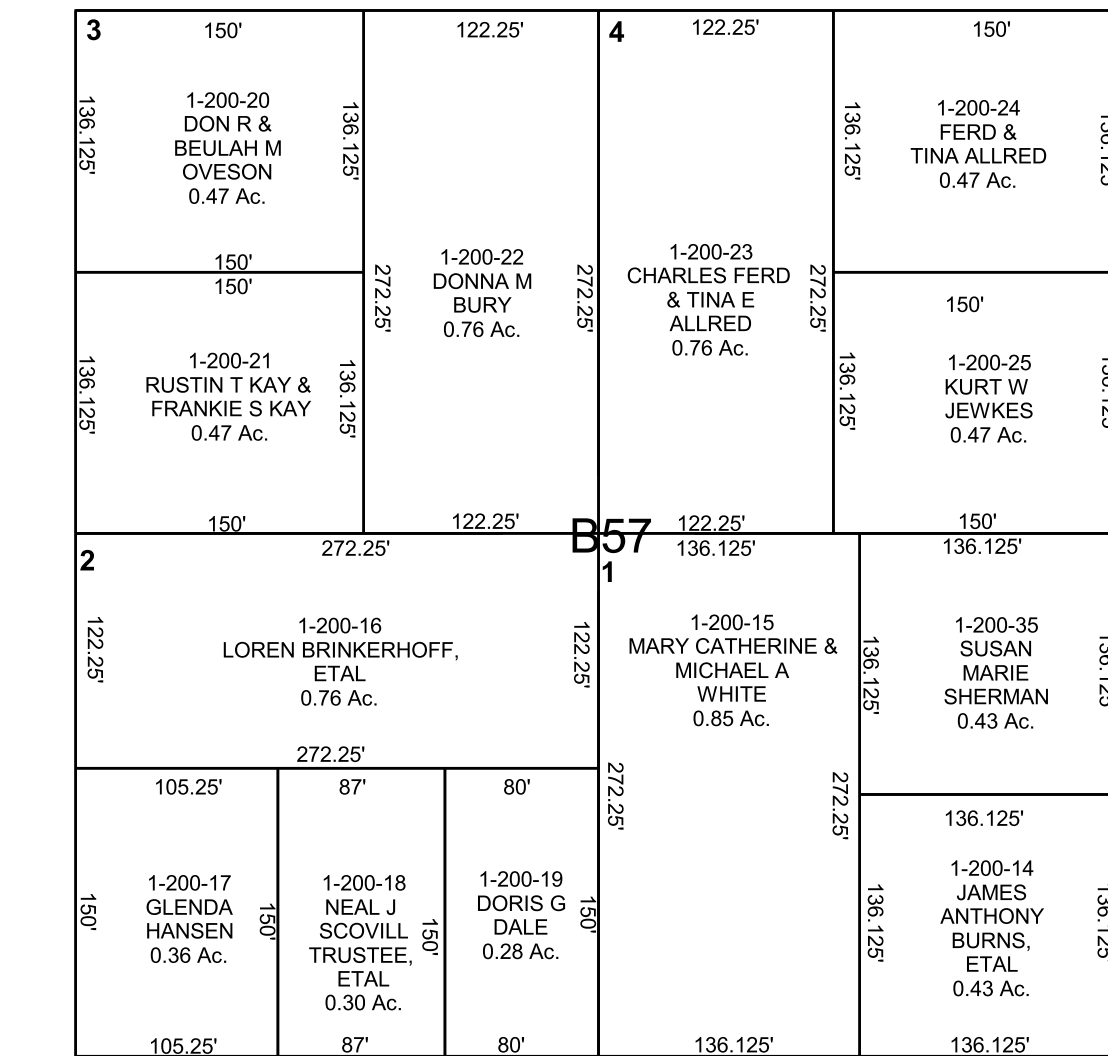 3
150'
136.125'
1-200-20
DON R &
BEULAH M
OVESON
0.47 Ac.
136.125'
150'
122.25'
272.25'
1-200-22
DONNA M
BURY
0.76 Ac.
272.25'
122.25'
150'
136.125'
1-200-21
RUSTIN T KAY &
FRANKIE S KAY
0.47 Ac.
136.125'
150'
4
122.25'
1-200-23
CHARLES FERD
& TINA E
ALLRED
0.76 Ac.
272.25'
122.25'
150'
136.125'
1-200-24
FERD &
TINA ALLRED
0.47 Ac.
136.125
150'
136.125'
1-200-25
KURT W
JEWKES
0.47 Ac.
136.125
150'
B57
2
272.25'
122.25'
1-200-16
LOREN BRINKERHOFF,
ETAL
0.76 Ac.
122.25'
272.25'
105.25'
150'
1-200-17
GLENDA
HANSEN
0.36 Ac.
150'
105.25'
87'
1-200-18
NEAL J
SCOVILL
TRUSTEE,
ETAL
0.30 Ac.
150'
87'
80'
1-200-19
DORIS G
DALE
0.28 Ac.
150'
80'
1
136.125'
1-200-15
MARY CATHERINE &
MICHAEL A
WHITE
0.85 Ac.
272.25'
272.25'
136.125'
136.125'
136.125'
1-200-35
SUSAN
MARIE
SHERMAN
0.43 Ac.
136.125
136.125'
136.125'
1-200-14
JAMES
ANTHONY
BURNS,
ETAL
0.43 Ac.
136.125
136.125'